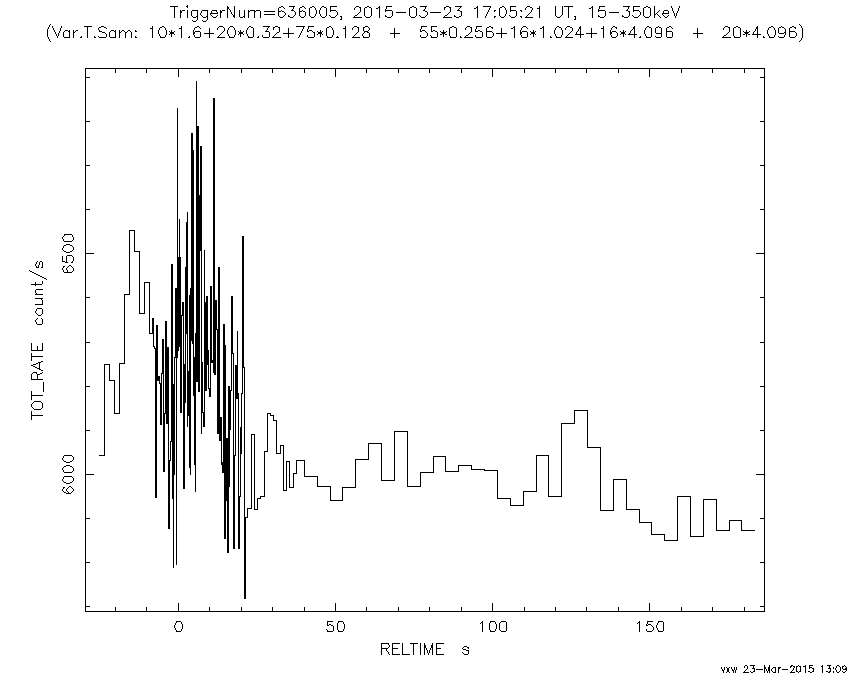 TriggerNum=636005, 2015-03-23 17:05:21 UT, 15-350keV
(Var.T.Sam: 10*1.6+20*0.32+75*0.128 + 55*0.256+16*1.024+16*4.096 + 20*4.096)
6500
TOT_RATE count/s
6000
0 50 100 150
RELTIME s
vxw 23-Mar-2015 13:09